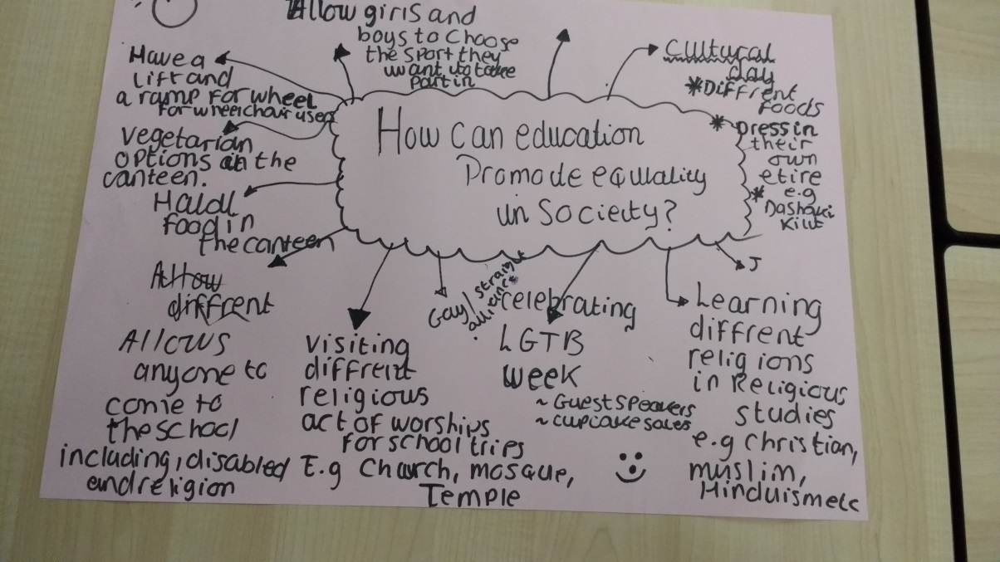 How can education
Promode equality
in Society?
Allow girls and
boys to choose
the sport they
want to take
part in
Cultural
day
*Diffrent
foods
* Dress in
their
own
etire
* e.g
Dashaki
Kilt
Have a
Lift and
a ramp for wheel
for wheelchair users
Vegetarian
options in the
canteen.
Halal
food in
the canteen
Allow
diffrent
Allows
anyone to
come to
the school
including, disabled
and religion
visiting
diffrent
religious
act of worships
for school trips
E.g Church, mosque,
Temple
Gay/straight
alliance
celebrating
LGTB
week
~ Guest speakers
~ cupcake sales
J
Learning
diffrent
religions
in Religious
studies
e.g Christian,
muslim,
Hinduism etc